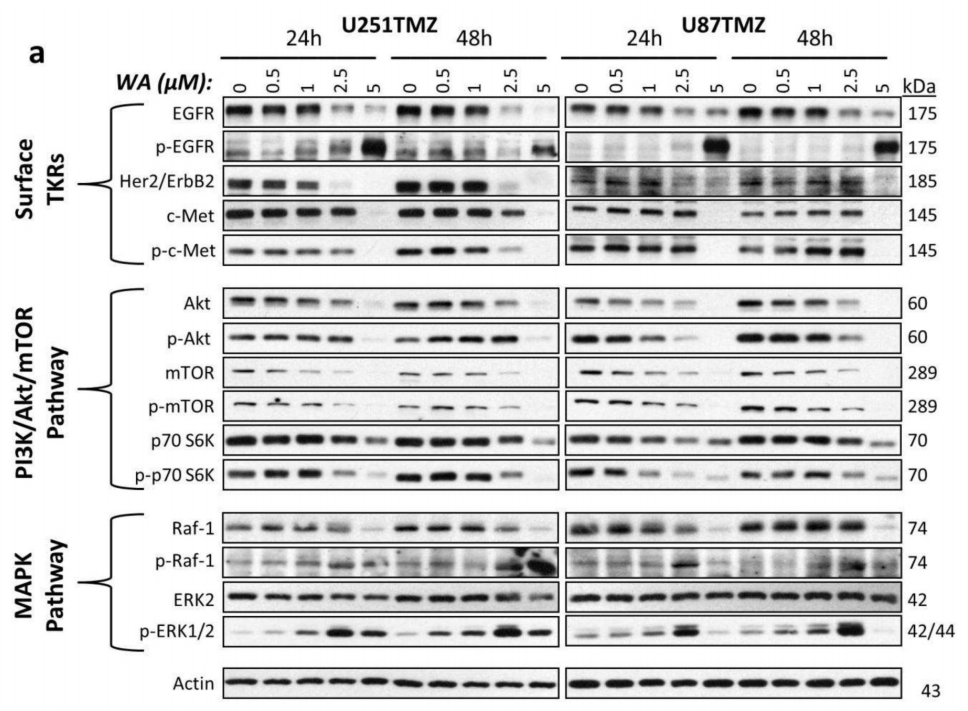 U251TMZ U87TMZ
a 24h 48h 24h 48h
WA (μM): 0 0.5 1 2.5 5 0 0.5 1 2.5 5 0 0.5 1 2.5 5 0 0.5 1 2.5 5 kDa
Surface TKRs
EGFR 175
p-EGFR 175
Her2/ErbB2 185
c-Met 145
p-c-Met 145
PI3K/Akt/mTOR Pathway
Akt 60
p-Akt 60
mTOR 289
p-mTOR 289
p70 S6K 70
p-p70 S6K 70
MAPK Pathway
Raf-1 74
p-Raf-1 74
ERK2 42
p-ERK1/2 42/44
Actin 43